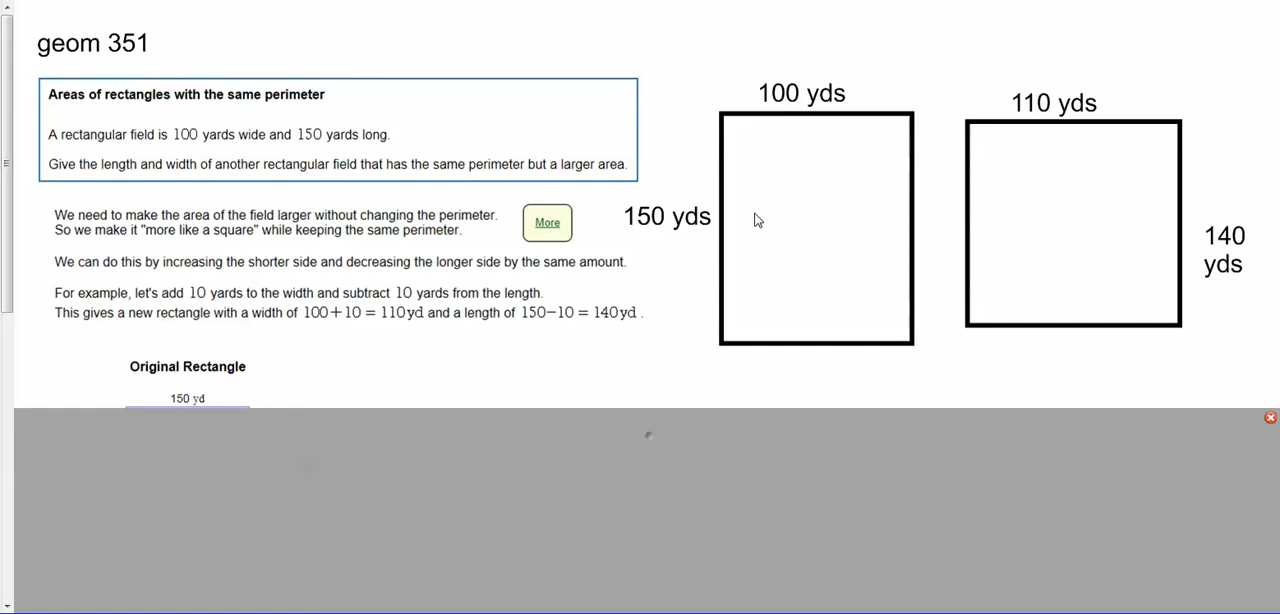 geom 351
Areas of rectangles with the same perimeter
A rectangular field is 100 yards wide and 150 yards long.
Give the length and width of another rectangular field that has the same perimeter but a larger area.
We need to make the area of the field larger without changing the perimeter.
So we make it "more like a square" while keeping the same perimeter.
More
We can do this by increasing the shorter side and decreasing the longer side by the same amount.
For example, let's add 10 yards to the width and subtract 10 yards from the length.
This gives a new rectangle with a width of 100+10=110yd and a length of 150−10=140yd .
Original Rectangle
150 yd
100 yds
150 yds
110 yds
140
yds